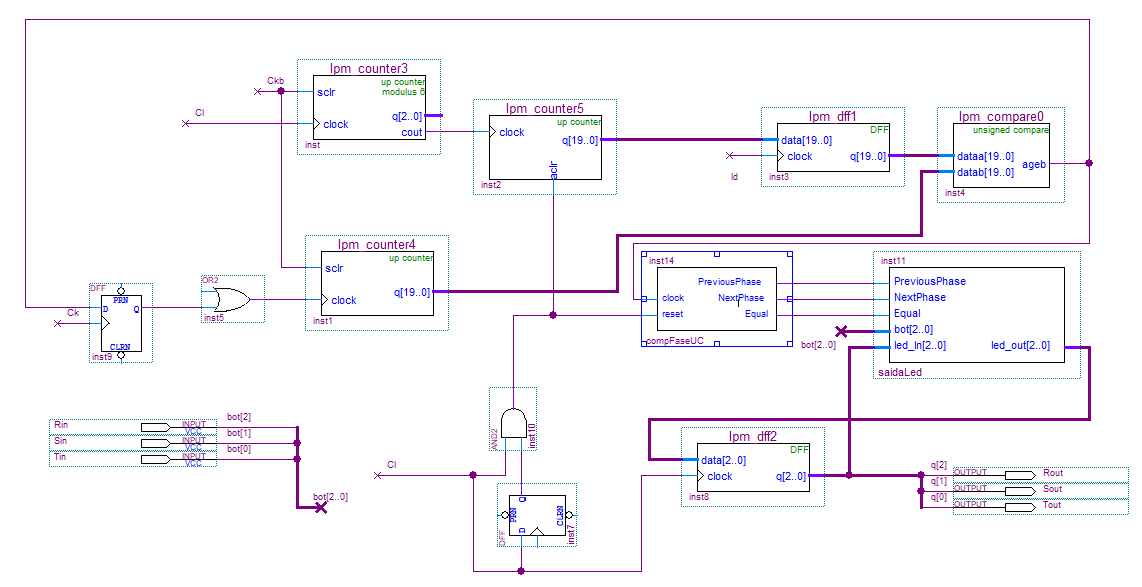 lpm_counter3
Ckb
sclr
up counter
modulus 6
Cl
clock
q[2..0]
cout
inst
lpm_counter5
up counter
clock
q[19..0]
aclr
inst2
lpm_dff1
DFF
data[19..0]
clock
q[19..0]
Id
inst3
lpm_compare0
unsigned compare
dataa[19..0]
datab[19..0]
ageb
inst4
lpm_counter4
up counter
sclr
q[19..0]
clock
inst1
DFF
PRN
D
Q
Ck
CLRN
inst9
OR2
inst5
inst14
PreviousPhase
clock
NextPhase
reset
Equal
compFaseUC
inst11
PreviousPhase
NextPhase
Equal
bot[2..0]
led_In[2..0]
led_out[2..0]
bot[2..0]
saidaLed
Rin
INPUT
VCC
bot[2]
Sin
INPUT
VCC
bot[1]
Tin
INPUT
VCC
bot[0]
bot[2..0]
AND2
inst10
Cl
DFF
PRN
Q
CLRN
D
inst7
lpm_dff2
DFF
data[2..0]
clock
q[2..0]
inst8
q[2]
OUTPUT
Rout
q[1]
OUTPUT
Sout
q[0]
OUTPUT
Tout